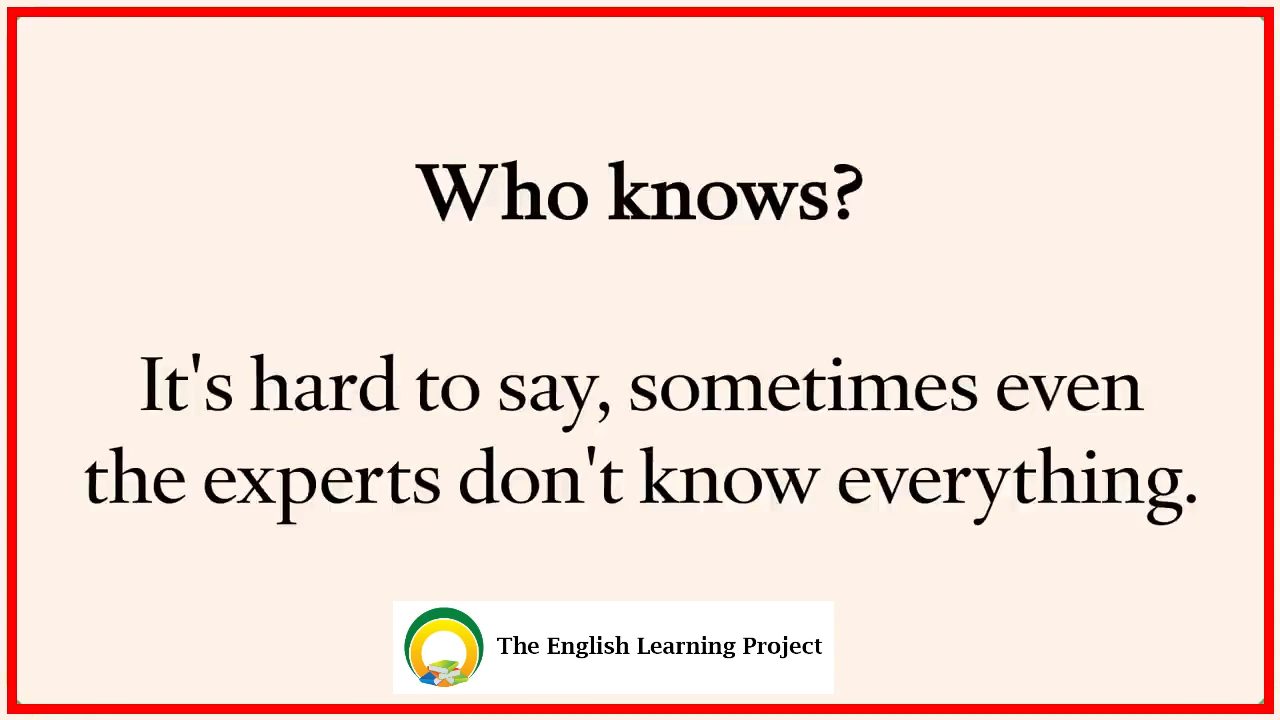 Who knows?
It's hard to say, sometimes even
the experts don't know everything.
The English Learning Project